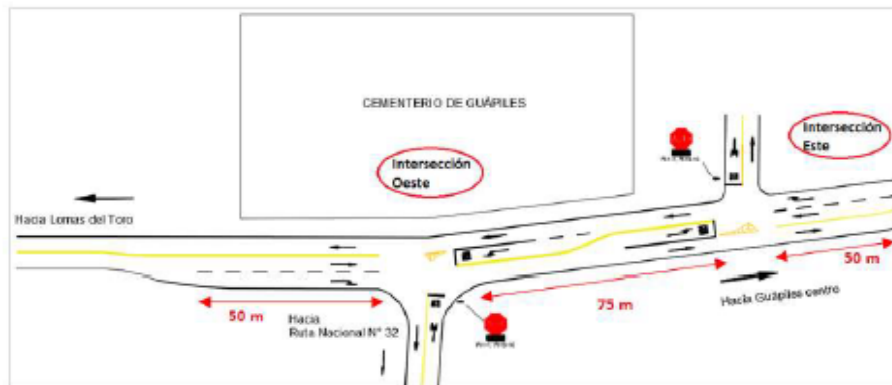 CEMENTERIO DE GUÁPILES
Intersección
Este
Intersección
Oeste
Hacia Lomas del Toro
50 m
Hacia
Ruta Nacional N° 32
75 m
50 m
Hacia Guápiles centro